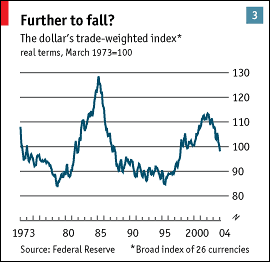 3
Further to fall?
The dollar's trade-weighted index*
real terms, March 1973=100
130
120
110
100
90
80
1973 80 85 90 95 2000 04
Source: Federal Reserve *Broad index of 26 currencies